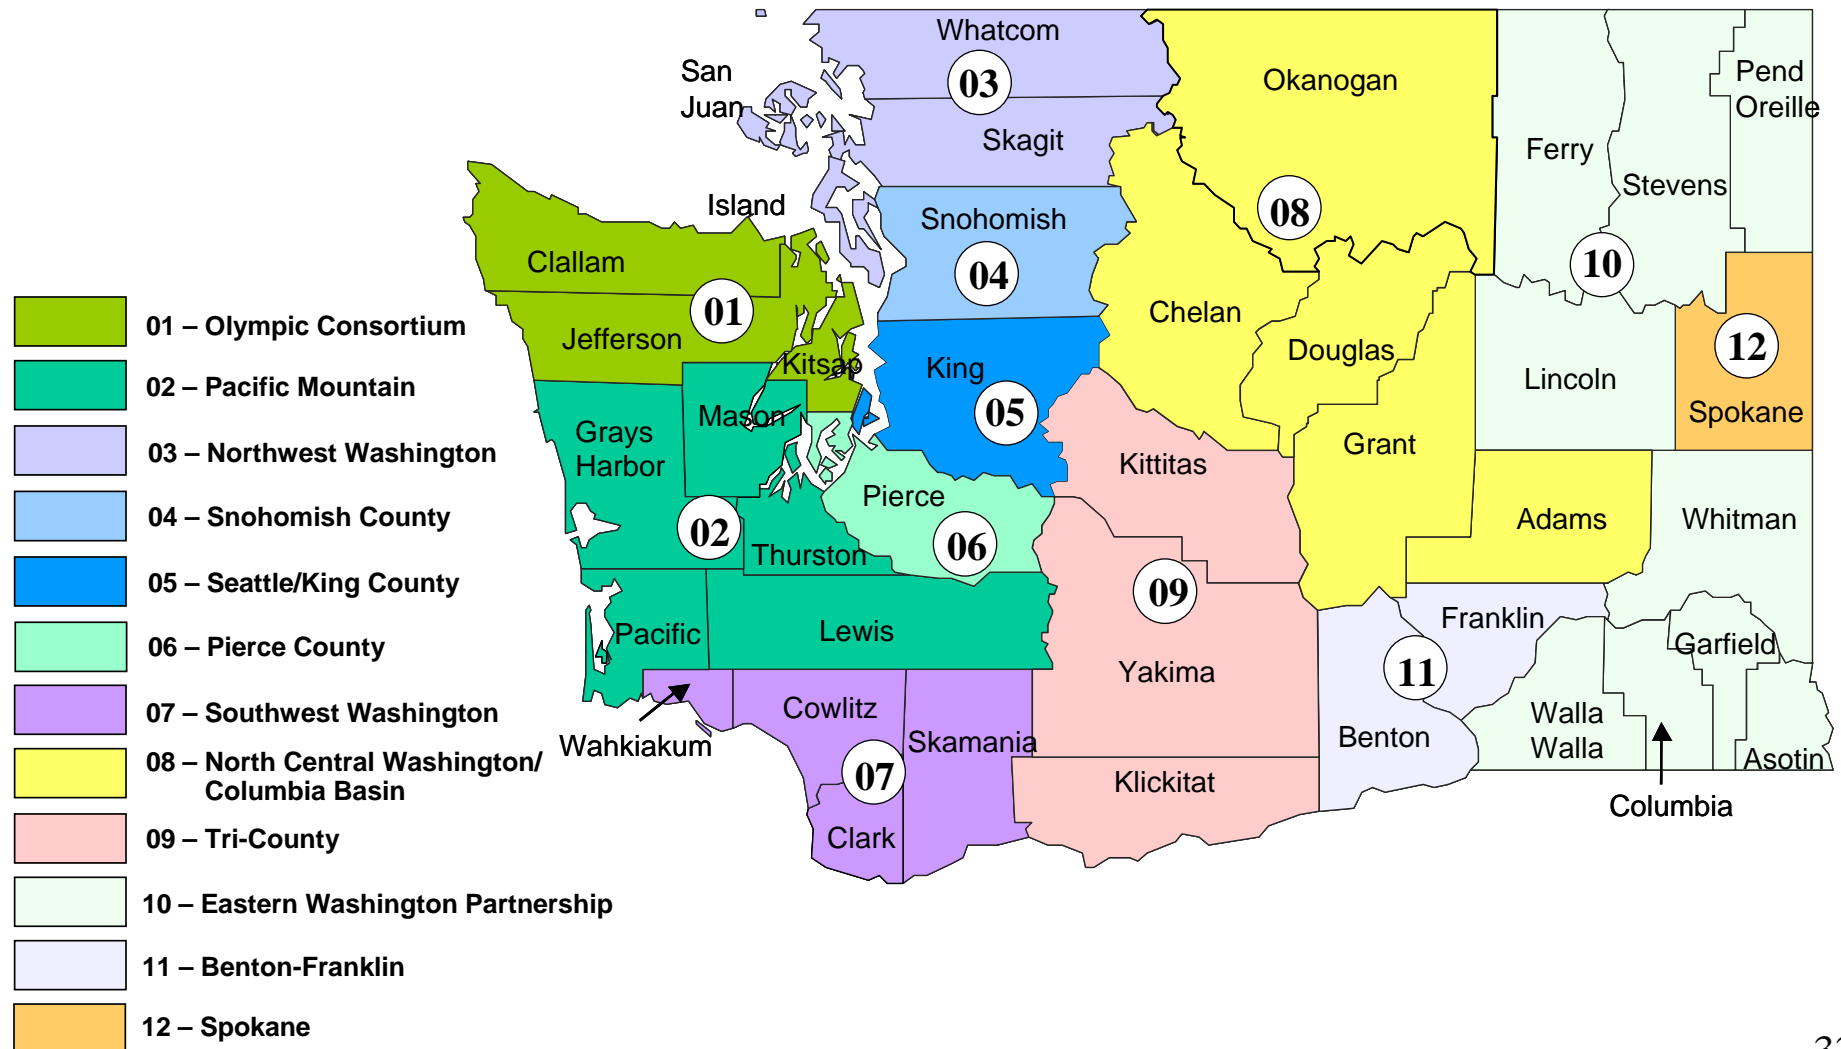 Whatcom
San
Juan
03
Okanogan
Pend
Oreille
Skagit
Ferry
Stevens
Island
Snohomish
08
Clallam
04
10
01
Chelan
01 – Olympic Consortium
Jefferson
Kitsap
King
Douglas
12
Lincoln
02 – Pacific Mountain
05
Spokane
Mason
Grays
Harbor
Grant
03 – Northwest Washington
Kittitas
Pierce
04 – Snohomish County
02
Thurston
06
Adams
Whitman
05 – Seattle/King County
09
Franklin
06 – Pierce County
Pacific
Lewis
Garfield
Yakima
11
07 – Southwest Washington
Cowlitz
Walla
Walla
Wahkiakum
Skamania
Benton
08 – North Central Washington/
Columbia Basin
07
Klickitat
Asotin
Columbia
09 – Tri-County
Clark
10 – Eastern Washington Partnership
11 – Benton-Franklin
12 – Spokane